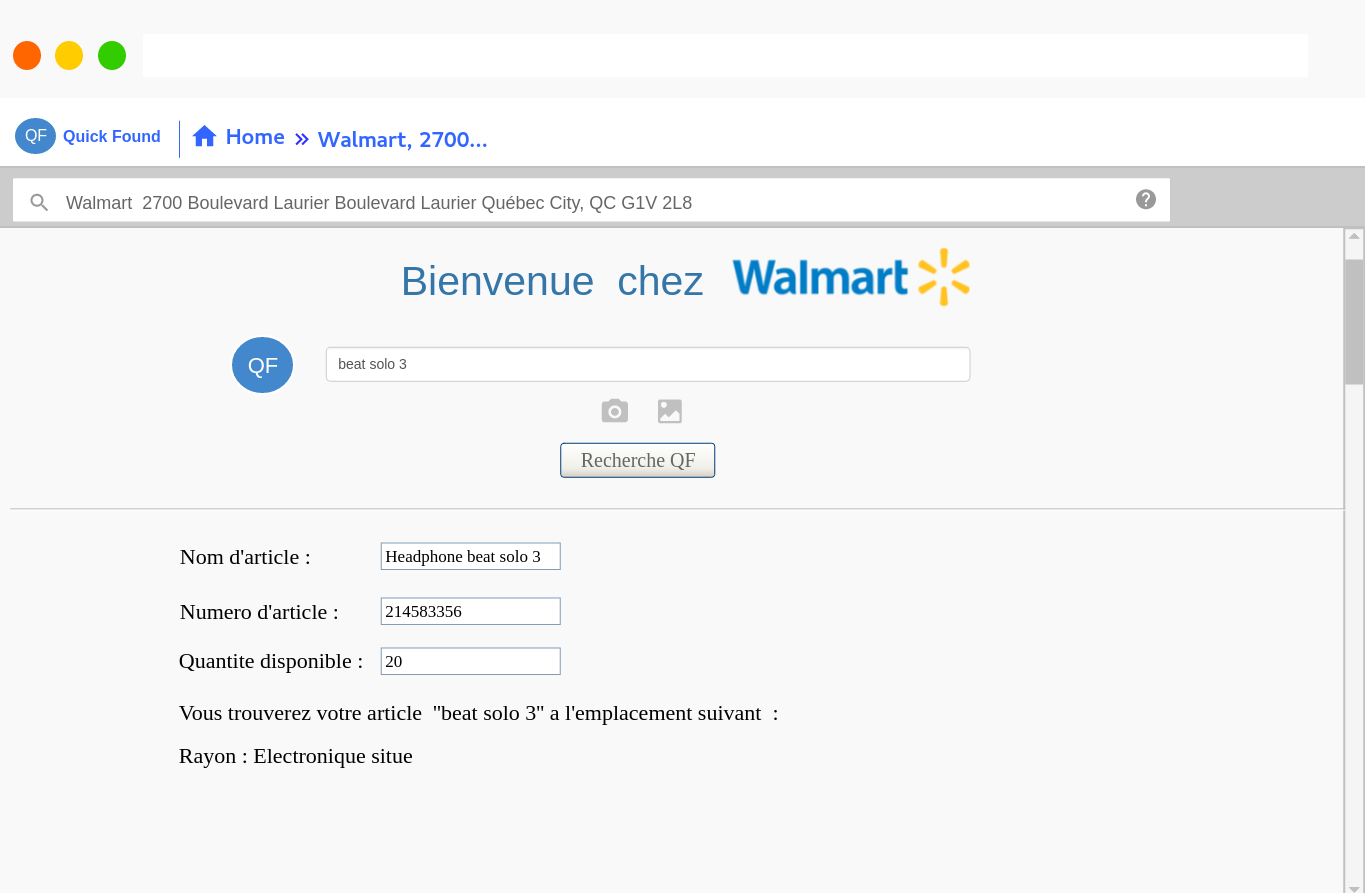 QF Quick Found Home » Walmart, 2700...
Walmart  2700 Boulevard Laurier Boulevard Laurier Québec City, QC G1V 2L8
Bienvenue  chez Walmart
QF beat solo 3
Recherche QF
Nom d'article : Headphone beat solo 3
Numero d'article : 214583356
Quantite disponible : 20
Vous trouverez votre article  "beat solo 3" a l'emplacement suivant  :
Rayon : Electronique situe